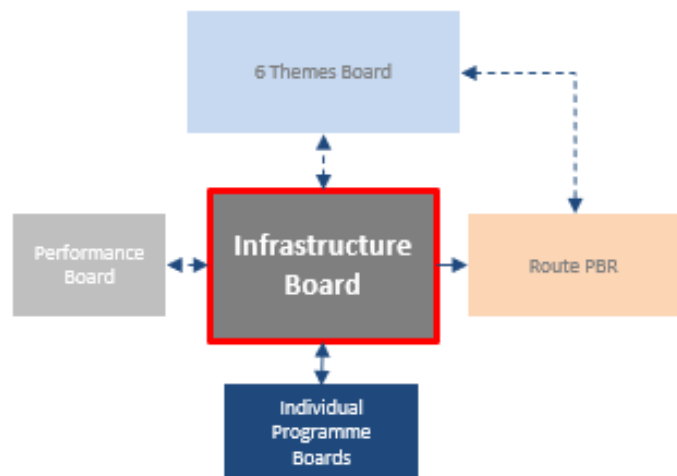 6 Themes Board
Performance
Board
Infrastructure
Board
Route PBR
Individual
Programme
Boards